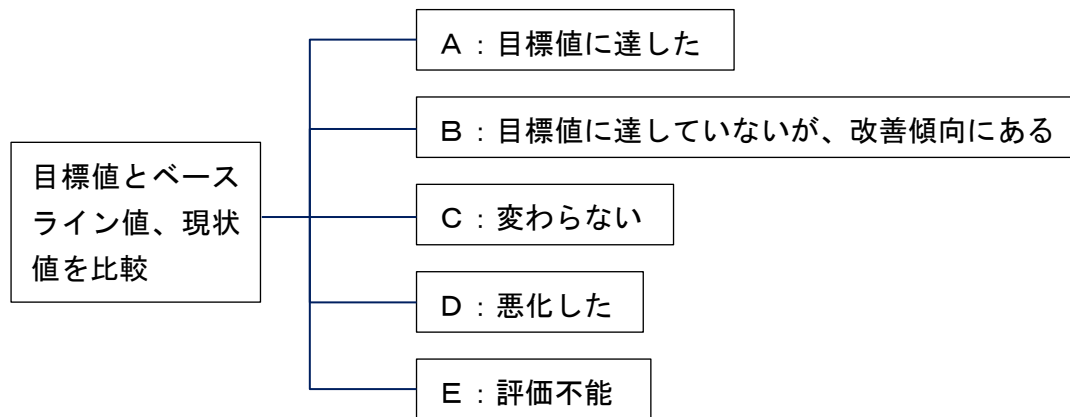 目標値とベース
ライン値、現状
値を比較
A：目標値に達した
B：目標値に達していないが、改善傾向にある
C：変わらない
D：悪化した
E：評価不能